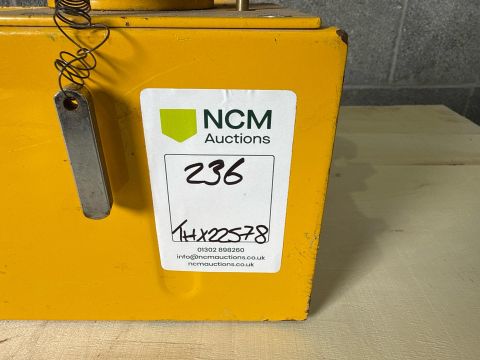 NCM
Auctions
236
THX22578
01302 898260
info@ncmauctions.co.uk
ncmauctions.co.uk